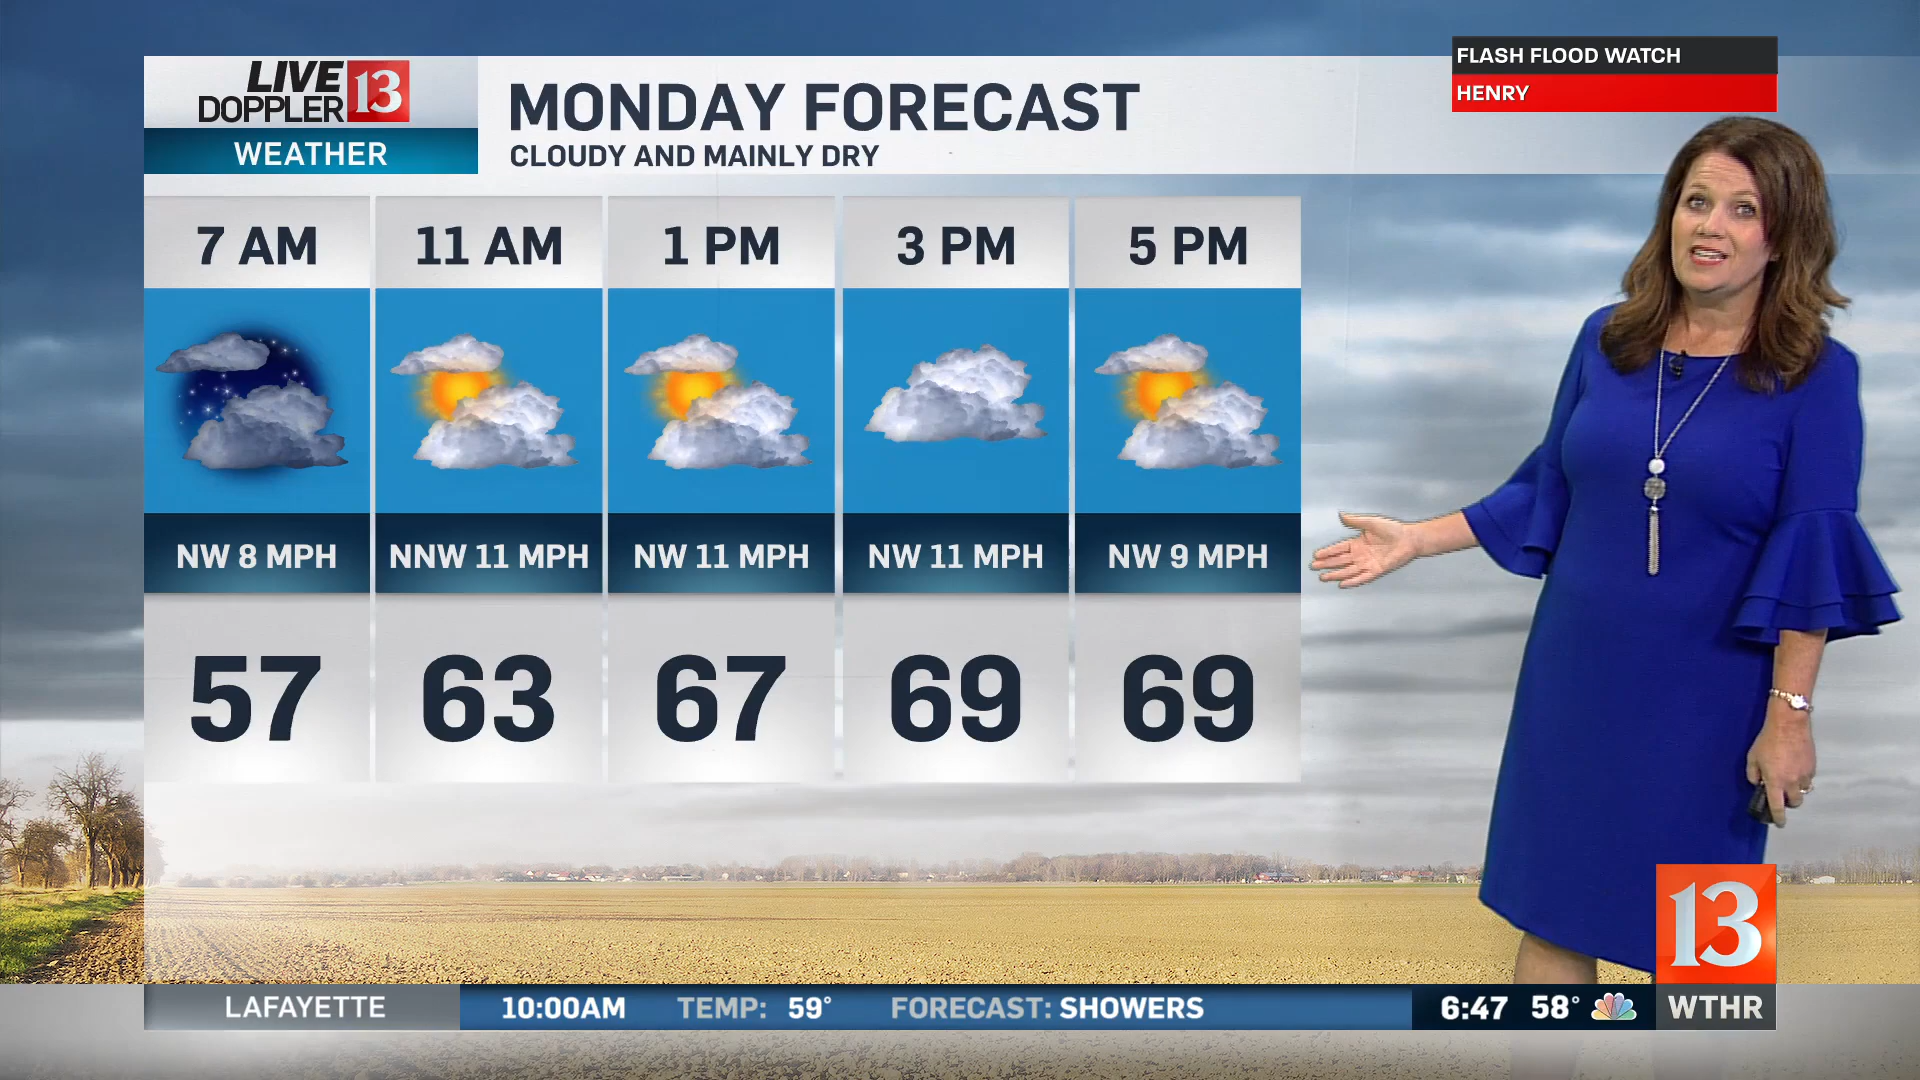 LIVE
DOPPLER 13
WEATHER
MONDAY FORECAST
CLOUDY AND MAINLY DRY
FLASH FLOOD WATCH
HENRY
7 AM 11 AM 1 PM 3 PM 5 PM
NW 8 MPH NNW 11 MPH NW 11 MPH NW 11 MPH NW 9 MPH
57 63 67 69 69
13
LAFAYETTE 10:00AM TEMP: 59° FORECAST: SHOWERS 6:47 58° WTHR